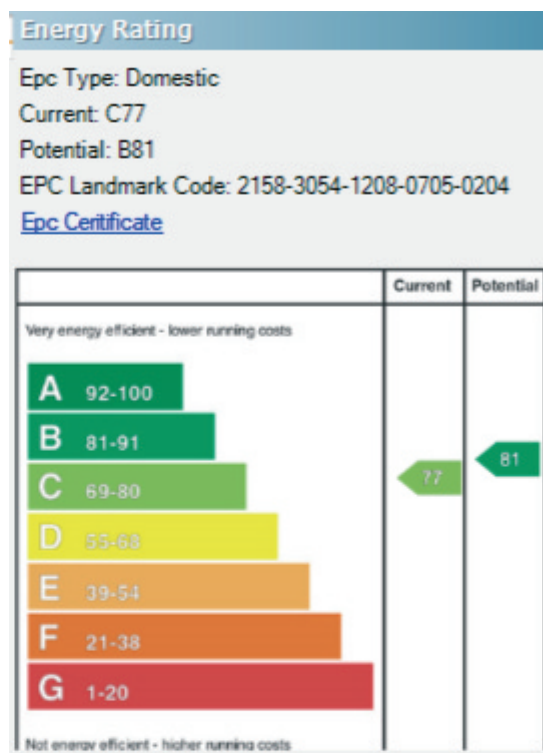 Energy Rating
Epc Type: Domestic
Current: C77
Potential: B81
EPC Landmark Code: 2158-3054-1208-0705-0204
Epc Ceritificate
Current Potential
Very energy efficient - lower running costs
A 92-100
B 81-91
81
C 69-80
77
D 55-68
E 39-54
F 21-38
G 1-20
Not energy efficient - higher running costs